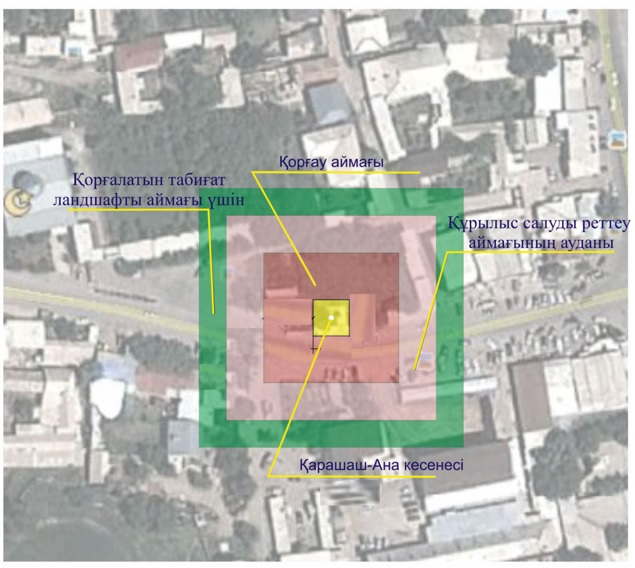 Қорғау аймағы
Қорғалатын табиғат
ландшафты аймағы үшін
Құрылыс салуды реттеу
аймағының ауданы
Қарашаш-Ана кесенесі